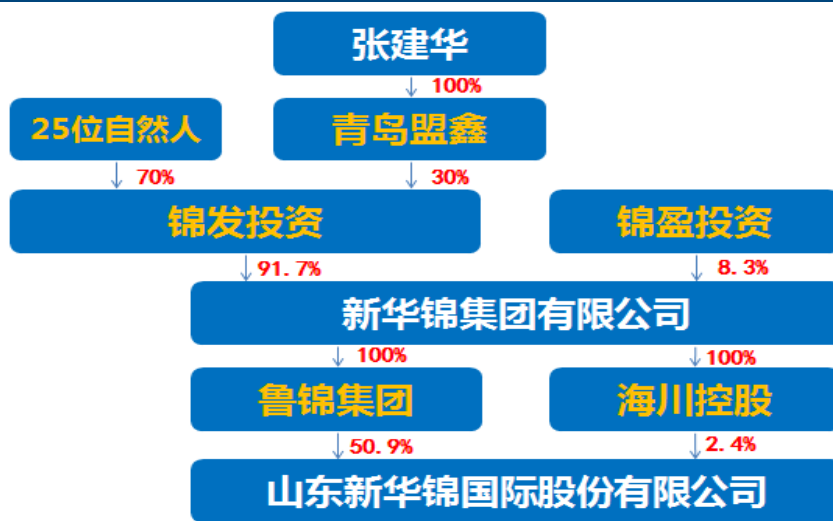 张建华
100%
25位自然人
青岛盟鑫
70%
30%
锦发投资
锦盈投资
91.7%
8.3%
新华锦集团有限公司
100%
100%
鲁锦集团
海川控股
50.9%
2.4%
山东新华锦国际股份有限公司